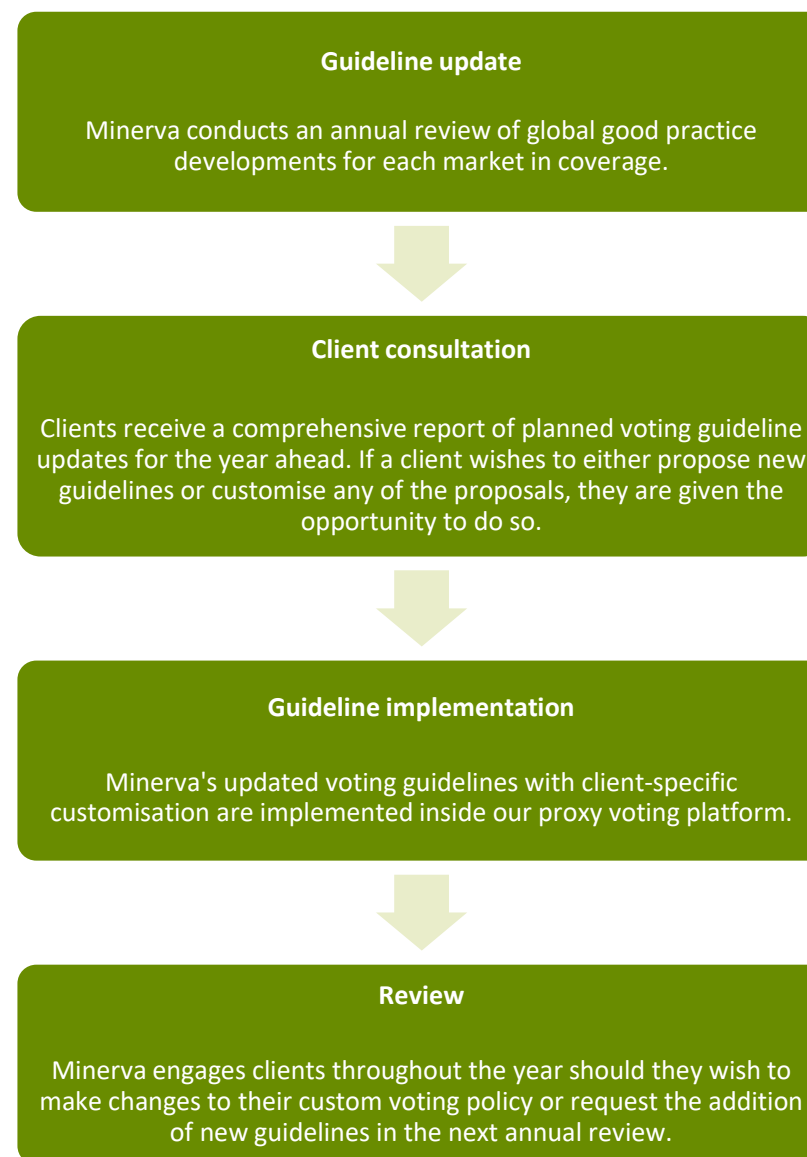 Guideline update
Minerva conducts an annual review of global good practice
developments for each market in coverage.
Client consultation
Clients receive a comprehensive report of planned voting guideline
updates for the year ahead. If a client wishes to either propose new
guidelines or customise any of the proposals, they are given the
opportunity to do so.
Guideline implementation
Minerva's updated voting guidelines with client-specific
customisation are implemented inside our proxy voting platform.
Review
Minerva engages clients throughout the year should they wish to
make changes to their custom voting policy or request the addition
of new guidelines in the next annual review.